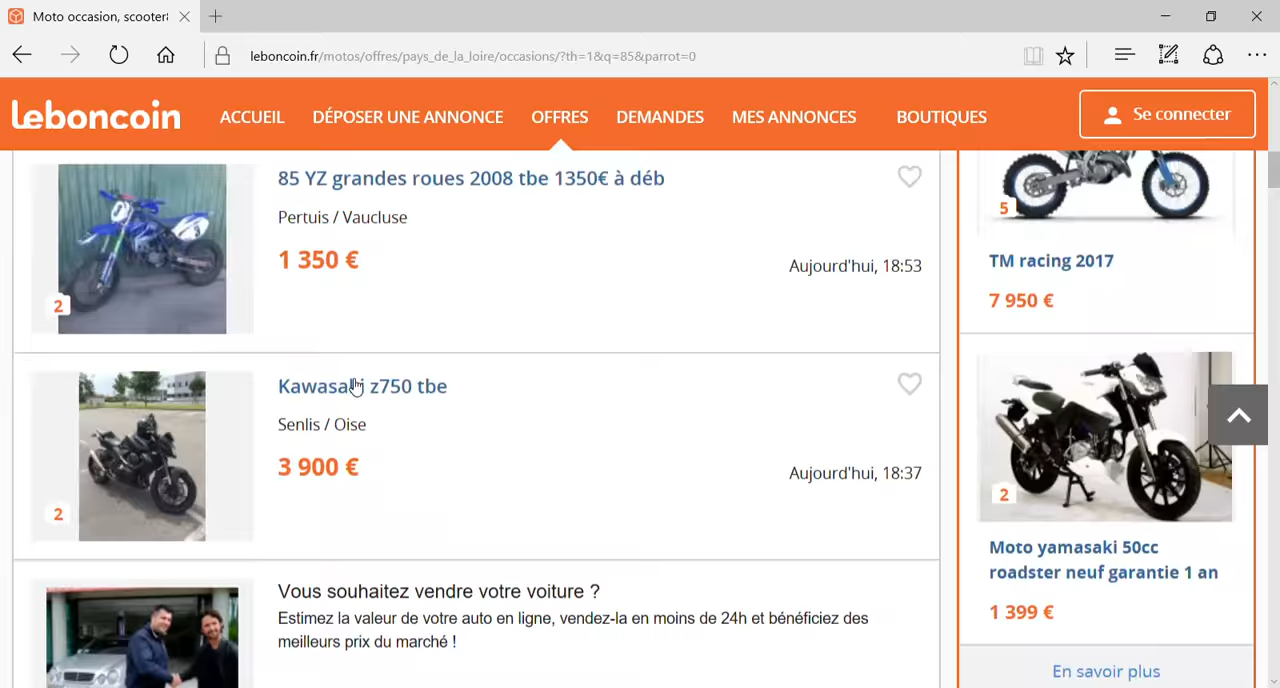 Moto occasion, scooter
leboncoin.fr/motos/offres/pays_de_la_loire/occasions/?th=1&q=85&parrot=0
leboncoin
ACCUEIL
DÉPOSER UNE ANNONCE
OFFRES
DEMANDES
MES ANNONCES
BOUTIQUES
Se connecter
85 YZ grandes roues 2008 tbe 1350€ à déb
Pertuis / Vaucluse
1 350 €
Aujourd'hui, 18:53
2
Kawasaki z750 tbe
Senlis / Oise
3 900 €
Aujourd'hui, 18:37
2
Vous souhaitez vendre votre voiture ?
Estimez la valeur de votre auto en ligne, vendez-la en moins de 24h et bénéficiez des
meilleurs prix du marché !
5
TM racing 2017
7 950 €
2
Moto yamasaki 50cc
roadster neuf garantie 1 an
1 399 €
En savoir plus